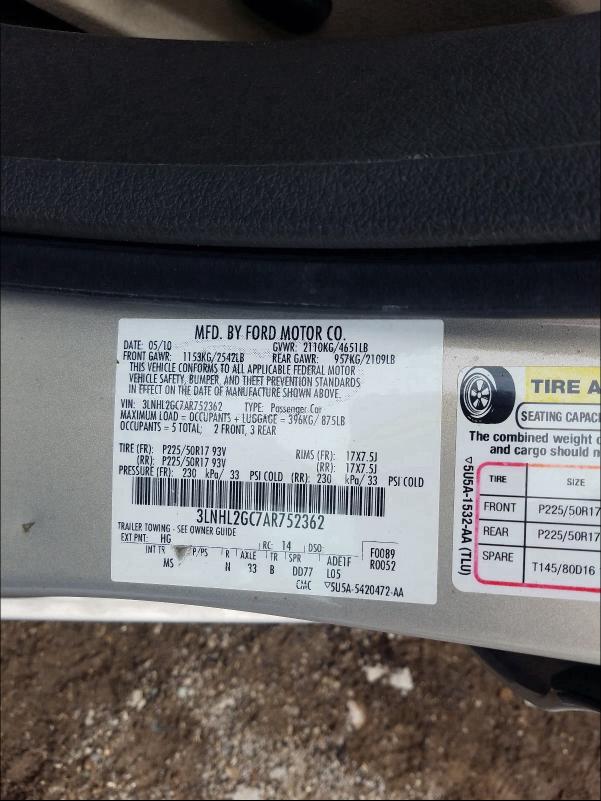 MFD. BY FORD MOTOR CO.
DATE: 05/10 GVWR: 2110KG/4651LB
FRONT GAWR: 1153KG/2542LB REAR GAWR: 957KG/2109LB
THIS VEHICLE CONFORMS TO ALL APPLICABLE FEDERAL MOTOR
VEHICLE SAFETY, BUMPER, AND THEFT PREVENTION STANDARDS
IN EFFECT ON THE DATE OF MANUFACTURE SHOWN ABOVE.
VIN: 3LNHL2GC7AR752362 TYPE: Passenger Car
MAXIMUM LOAD = OCCUPANTS + LUGGAGE = 396KG/ 875LB
OCCUPANTS = 5 TOTAL; 2 FRONT, 3 REAR
TIRE (FR): P225/50R17 93V RIMS (FR): 17X7.5J
(RR): P225/50R17 93V (RR): 17X7.5J
PRESSURE (FR): 230 kPa/ 33 PSI COLD (RR): 230 kPa/ 33 PSI COLD
3LNHL2GC7AR752362
TRAILER TOWING - SEE OWNER GUIDE
EXT PNT: HG RC: 14 DSO: F0089
INT TR P/PS R AXLE TR SPR ADE1F R0052
MS N 33 B DD77 L05
CMC ▽5U5A-5420472-AA
TIRE A
SEATING CAPACI
The combined weight o
and cargo should n
TIRE SIZE
FRONT P225/50R17
REAR P225/50R17
SPARE T145/80D16
▽5U5A-1532-AA (TLU)